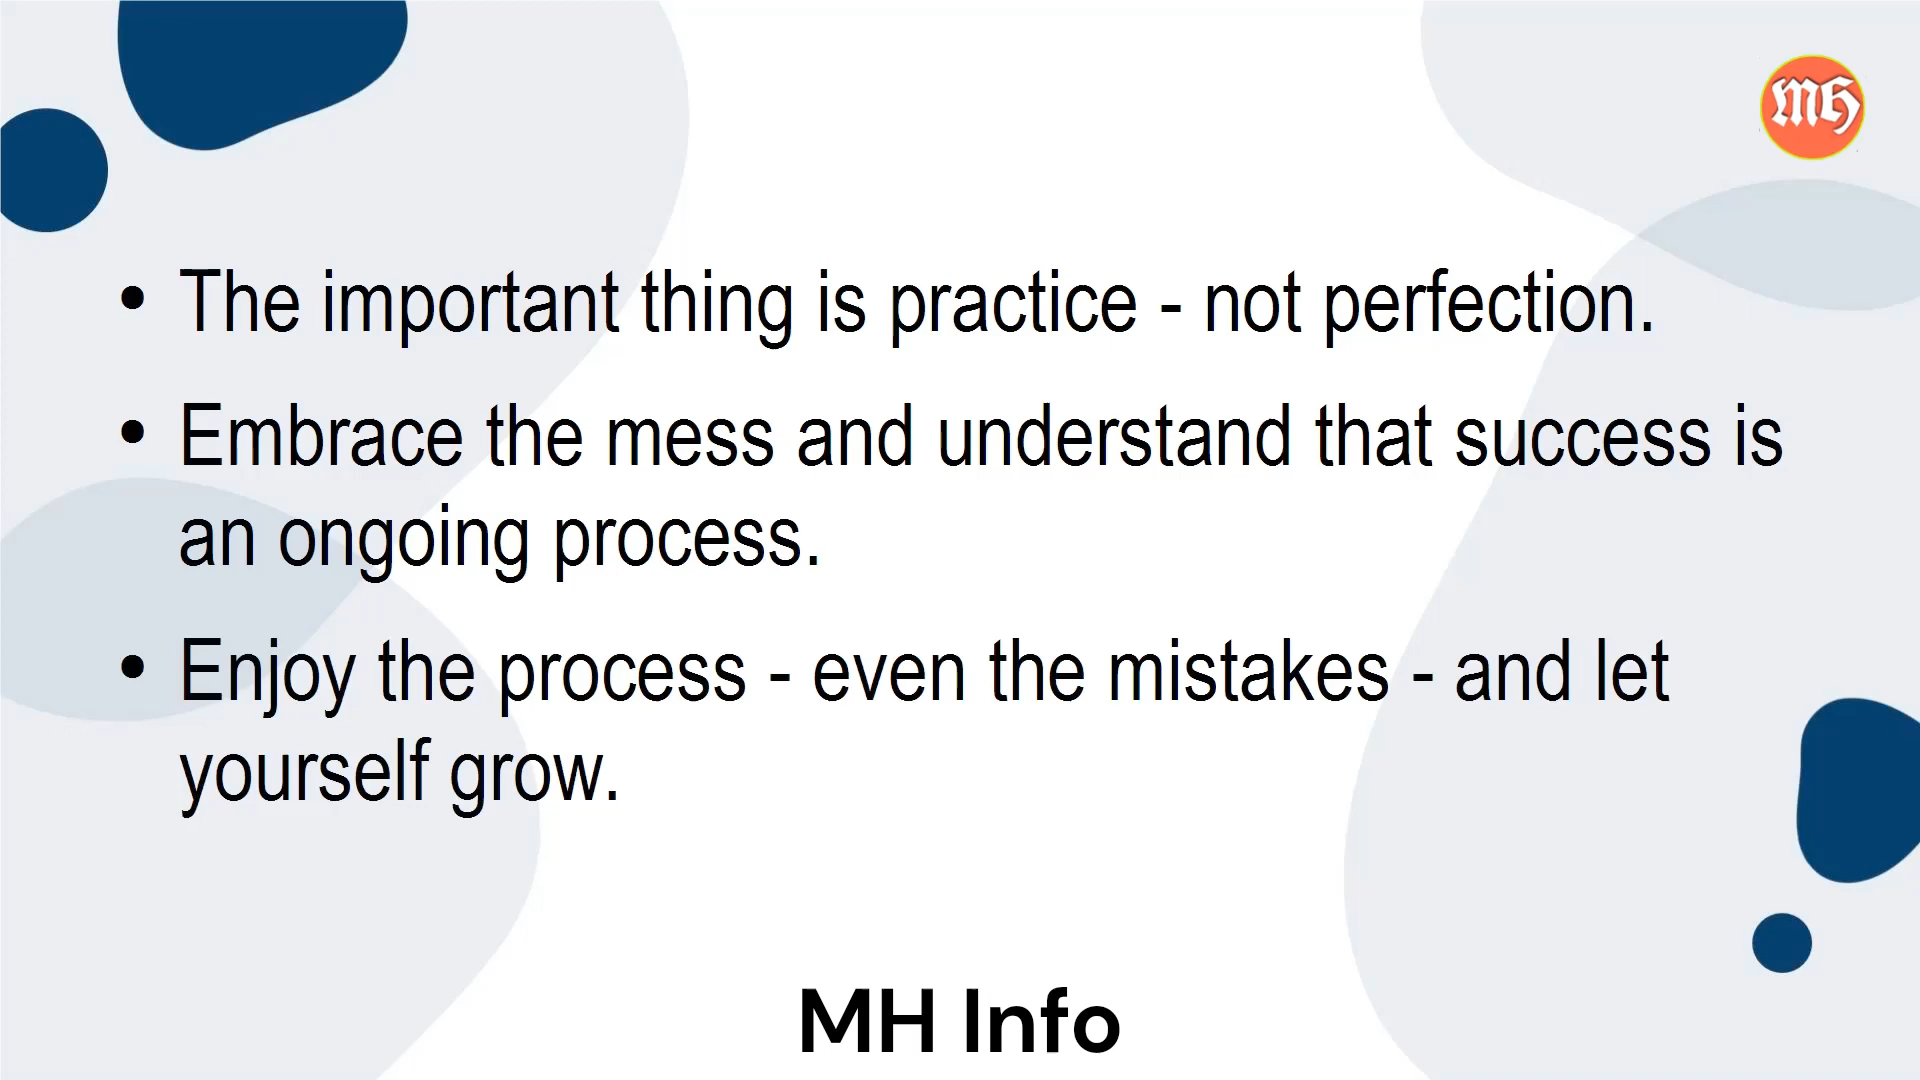 MH
• The important thing is practice - not perfection.
• Embrace the mess and understand that success is
an ongoing process.
• Enjoy the process - even the mistakes - and let
yourself grow.
MH Info